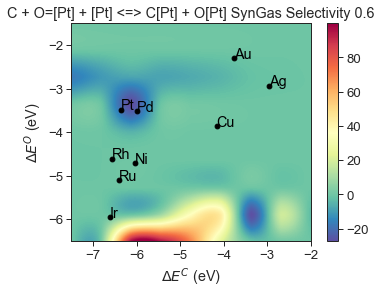 C + O=[Pt] + [Pt] <=> C[Pt] + O[Pt] SynGas Selectivity 0.6
−2
−3
−4
−5
−6
ΔE^O (eV)
Au
Ag
Pt
Pd
Cu
Rh
Ni
Ru
Ir
−7
−6
−5
−4
−3
−2
ΔE^C (eV)
80
60
40
20
0
−20